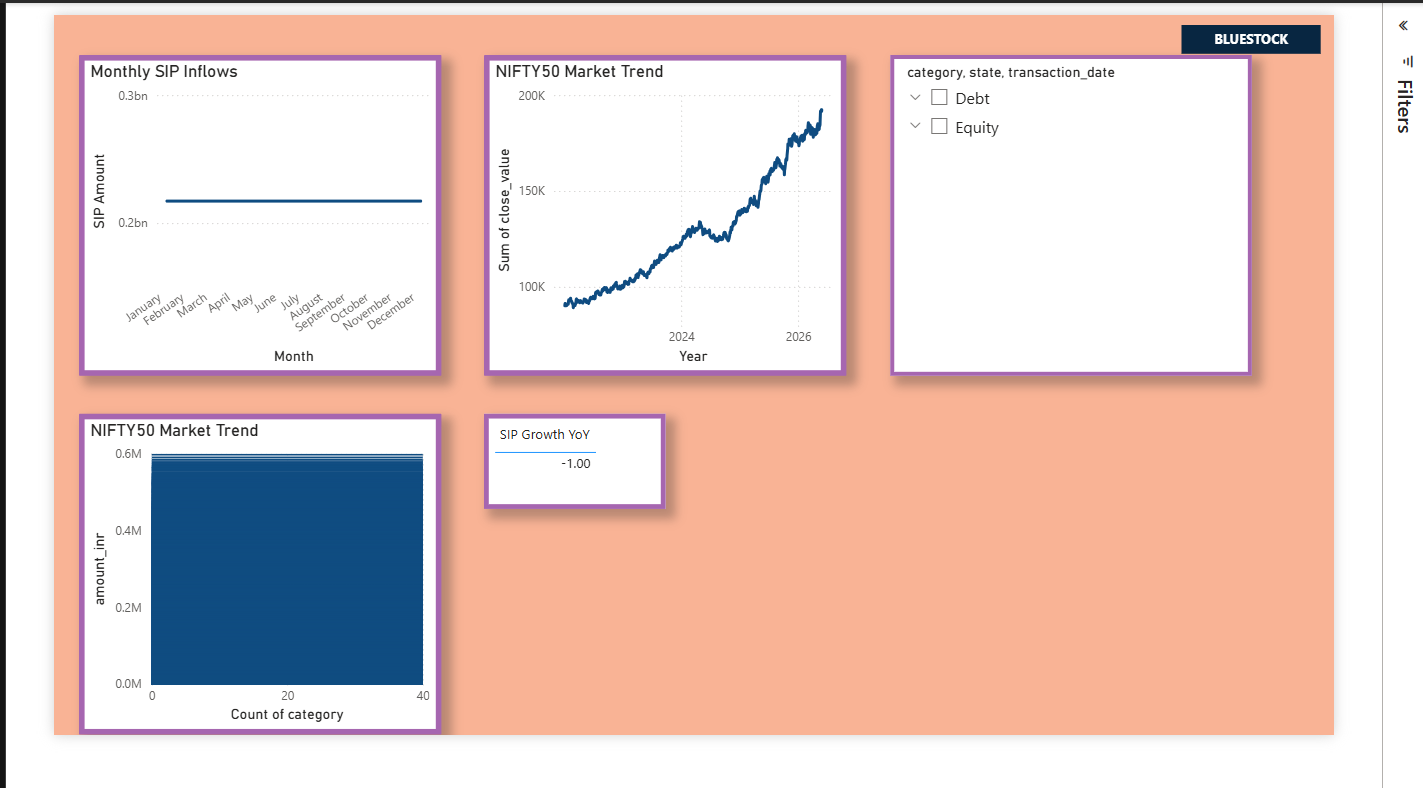 BLUESTOCK
Monthly SIP Inflows
0.3bn
0.2bn
SIP Amount
January
February
March
April
May
June
July
August
September
October
November
December
Month
NIFTY50 Market Trend
200K
150K
100K
Sum of close_value
2024
2026
Year
category, state, transaction_date
Debt
Equity
Filters
NIFTY50 Market Trend
0.6M
0.4M
0.2M
0.0M
amount_inr
0
20
40
Count of category
SIP Growth YoY
-1.00